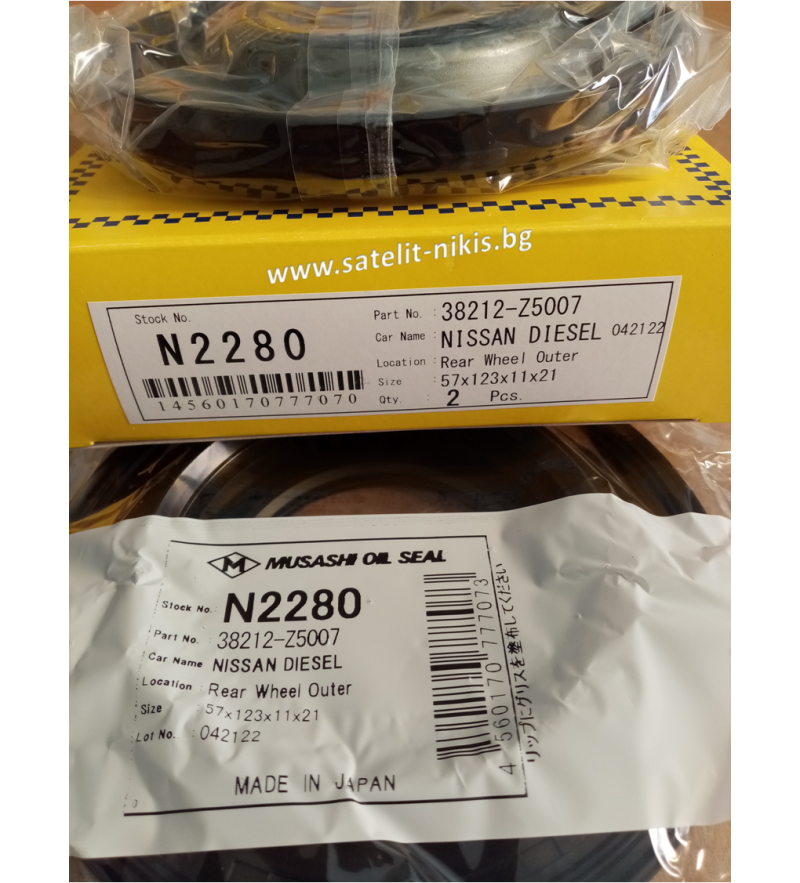 www.satelit-nikis.bg
Stock No.
N2280
14560170777070
Part No. : 38212-Z5007
Car Name : NISSAN DIESEL 042122
Location : Rear Wheel Outer
Size : 57x123x11x21
Qty. : 2 Pcs.
M MUSASHI OIL SEAL
Stock No. N2280
Part No. 38212-Z5007
Car Name NISSAN DIESEL
Location : Rear Wheel Outer
Size : 57x123x11x21
Lot No. : 042122
MADE IN JAPAN
4 560170 777073
リップにグリスを塗布してください